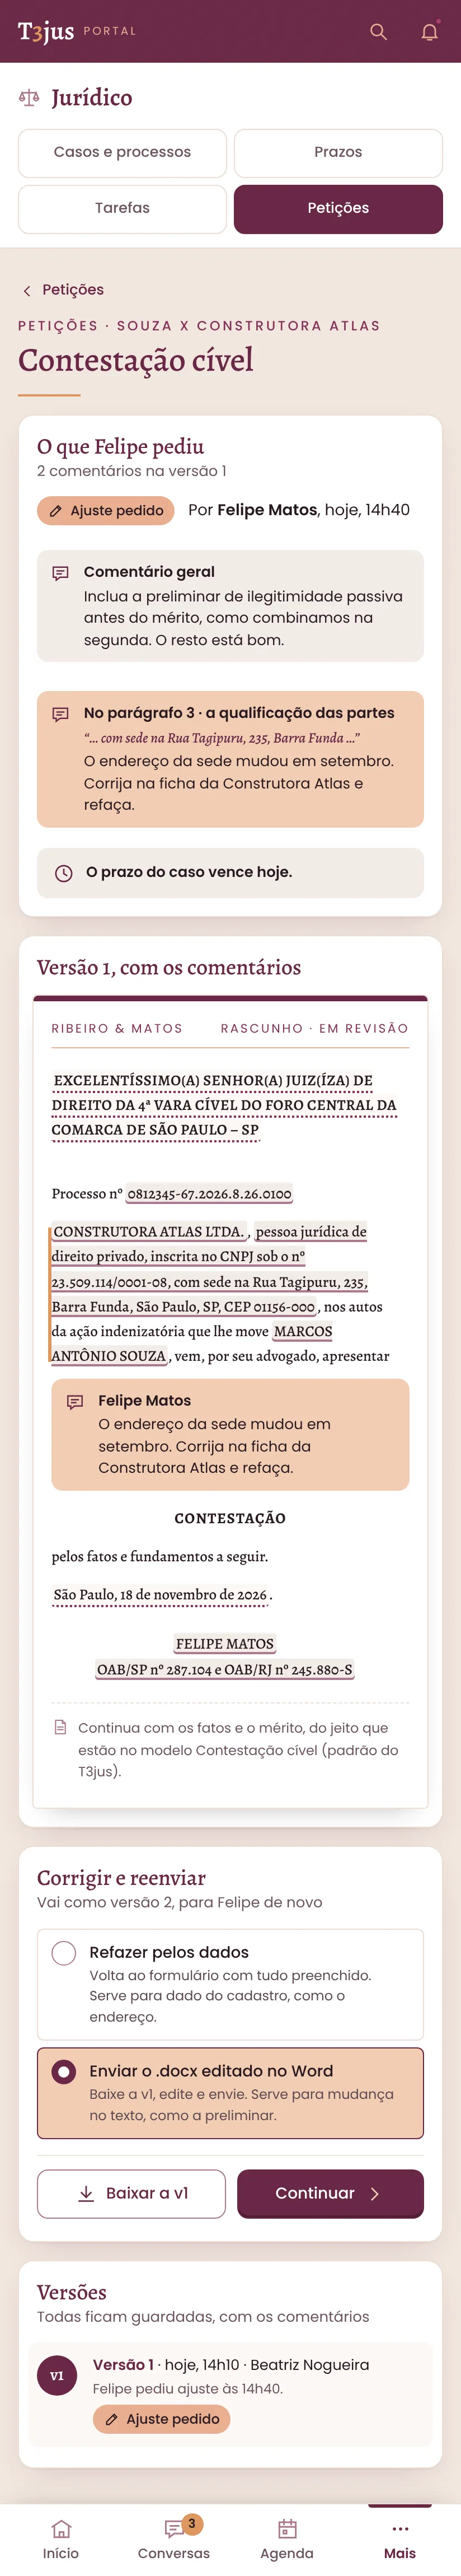 T3jus PORTAL
Jurídico
Casos e processos
Prazos
Tarefas
Petições
Petições
PETIÇÕES · SOUZA X CONSTRUTORA ATLAS
Contestação cível
O que Felipe pediu
2 comentários na versão 1
Ajuste pedido
Por Felipe Matos, hoje, 14h40
Comentário geral
Inclua a preliminar de ilegitimidade passiva
antes do mérito, como combinamos na
segunda. O resto está bom.
No parágrafo 3 · a qualificação das partes
“... com sede na Rua Tagipuru, 235, Barra Funda ...”
O endereço da sede mudou em setembro.
Corrija na ficha da Construtora Atlas e
refaça.
O prazo do caso vence hoje.
Versão 1, com os comentários
RIBEIRO & MATOS
RASCUNHO · EM REVISÃO
EXCELENTÍSSIMO(A) SENHOR(A) JUIZ(ÍZA) DE
DIREITO DA 4ª VARA CÍVEL DO FORO CENTRAL DA
COMARCA DE SÃO PAULO – SP
Processo nº 0812345-67.2026.8.26.0100
CONSTRUTORA ATLAS LTDA., pessoa jurídica de
direito privado, inscrita no CNPJ sob o nº
23.509.114/0001-08, com sede na Rua Tagipuru, 235,
Barra Funda, São Paulo, SP, CEP 01156-000, nos autos
da ação indenizatória que lhe move MARCOS
ANTÔNIO SOUZA, vem, por seu advogado, apresentar
Felipe Matos
O endereço da sede mudou em
setembro. Corrija na ficha da
Construtora Atlas e refaça.
CONTESTAÇÃO
pelos fatos e fundamentos a seguir.
São Paulo, 18 de novembro de 2026.
FELIPE MATOS
OAB/SP nº 287.104 e OAB/RJ nº 245.880-S
Continua com os fatos e o mérito, do jeito que
estão no modelo Contestação cível (padrão do
T3jus).
Corrigir e reenviar
Vai como versão 2, para Felipe de novo
Refazer pelos dados
Volta ao formulário com tudo preenchido.
Serve para dado do cadastro, como o
endereço.
Enviar o .docx editado no Word
Baixe a v1, edite e envie. Serve para mudança
no texto, como a preliminar.
Baixar a v1
Continuar
Versões
Todas ficam guardadas, com os comentários
v1
Versão 1 · hoje, 14h10 · Beatriz Nogueira
Felipe pediu ajuste às 14h40.
Ajuste pedido
3
Início
Conversas
Agenda
Mais